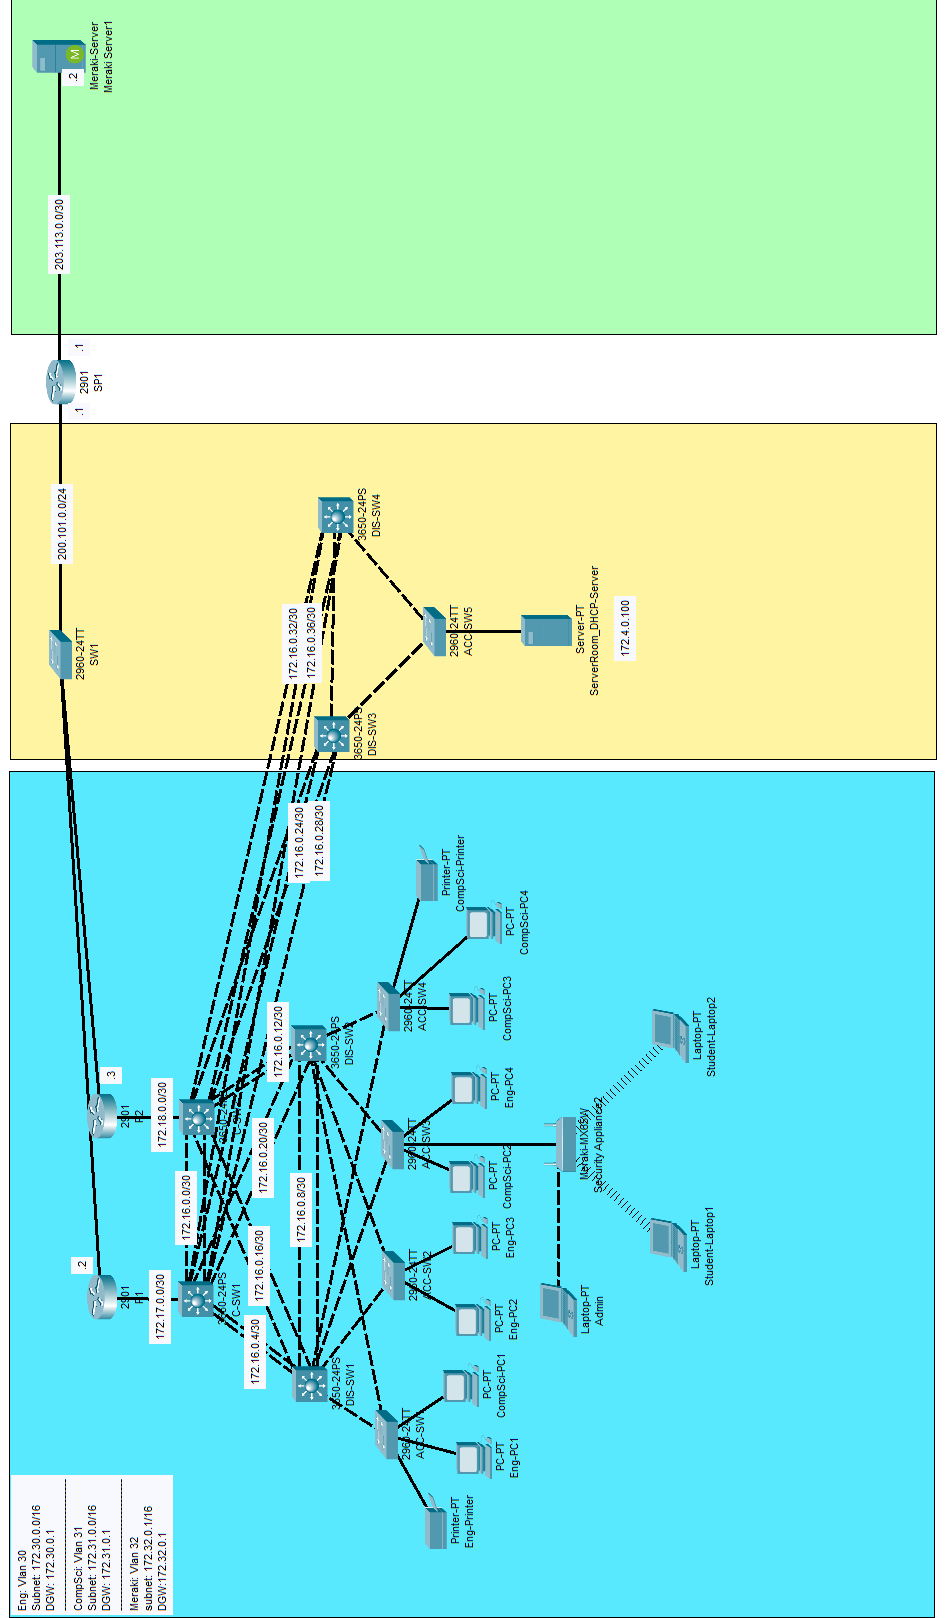 Eng: Vlan 30
Subnet: 172.30.0.0/16
DGW: 172.30.0.1
CompSci: Vlan 31
Subnet: 172.31.0.0/16
DGW: 172.31.0.1
Meraki: Vlan 32
subnet: 172.32.0.1/16
DGW:172.32.0.1
.2
2901
R1
172.17.0.0/30
.3
2901
R2
172.18.0.0/30
2960-24TT
SW1
200.101.0.0/24
.1
2901
SP1
.1
203.113.0.0/30
.2
Meraki-Server
Meraki Server1
172.16.0.0/30
172.16.0.4/30
172.16.0.16/30
172.16.0.20/30
172.16.0.12/30
172.16.0.8/30
172.16.0.24/30
172.16.0.28/30
172.16.0.32/30
172.16.0.36/30
3650-24PS
DIS-SW1
3650-24PS
3650-24PS
DIS-SW3
3650-24PS
DIS-SW4
2960-24TT
2960-24TT
ACC-SW2
2960-24TT
ACC-SW3
2960-24TT
ACC-SW4
2960-24TT
ACC-SW5
Server-PT
ServerRoom_DHCP-Server
172.4.0.100
Printer-PT
Eng-Printer
PC-PT
Eng-PC1
PC-PT
CompSci-PC1
PC-PT
Eng-PC2
PC-PT
Eng-PC3
PC-PT
CompSci-PC2
PC-PT
Eng-PC4
PC-PT
CompSci-PC3
PC-PT
CompSci-PC4
Printer-PT
CompSci-Printer
Laptop-PT
Admin
Meraki-MX65W
Security Appliance2
Laptop-PT
Student-Laptop1
Laptop-PT
Student-Laptop2